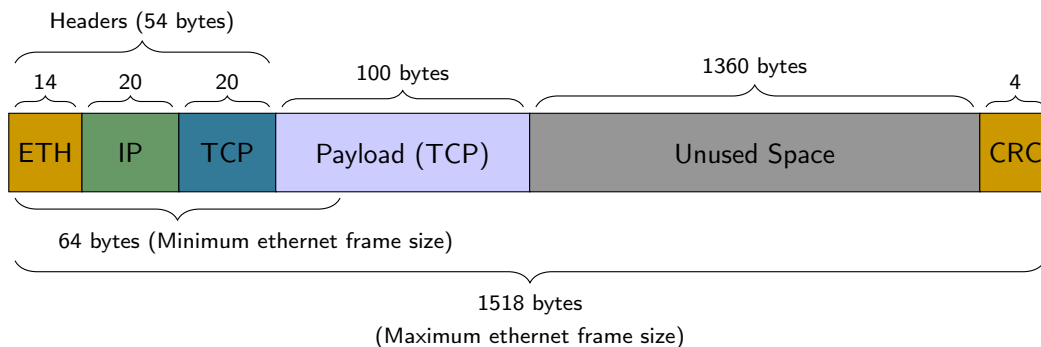 Headers (54 bytes)
14 20 20 100 bytes 1360 bytes 4
ETH IP TCP Payload (TCP) Unused Space CRC
64 bytes (Minimum ethernet frame size)
1518 bytes
(Maximum ethernet frame size)